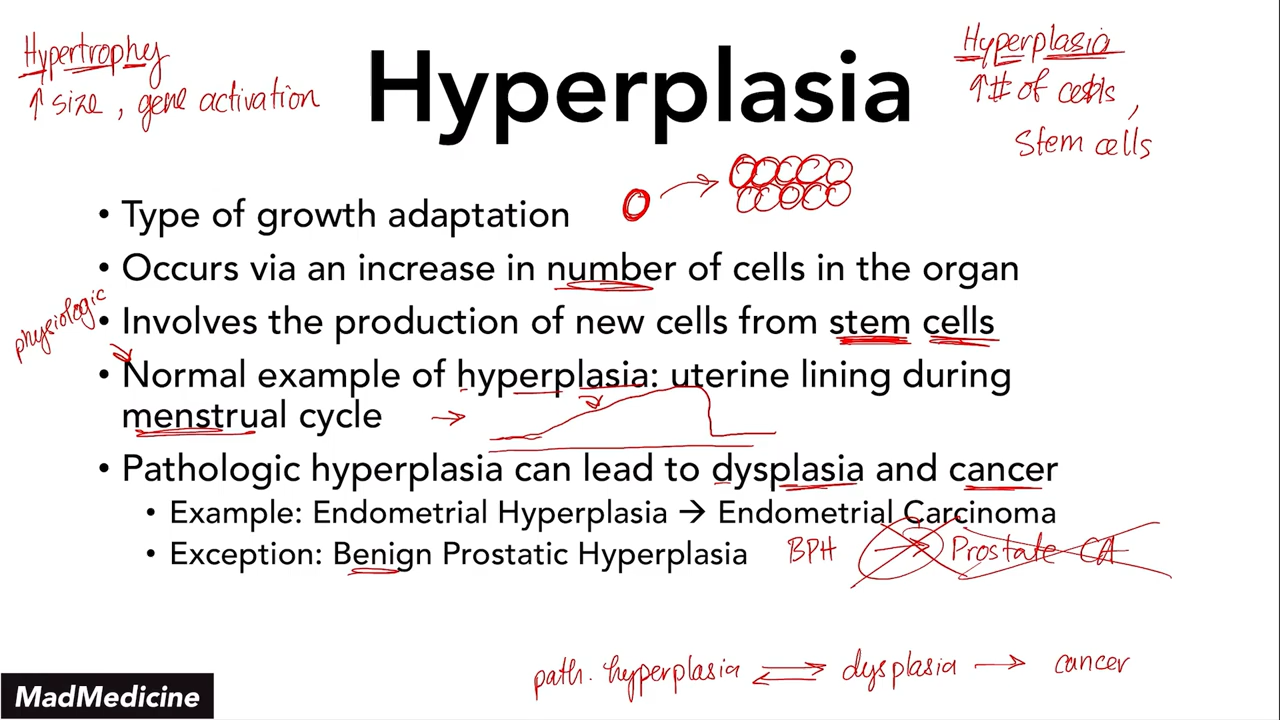 Hypertrophy
↑ size, gene activation
Hyperplasia
Hyperplasia
↑ # of cells,
Stem cells
• Type of growth adaptation
• Occurs via an increase in number of cells in the organ
physiologic
• Involves the production of new cells from stem cells
• Normal example of hyperplasia: uterine lining during
menstrual cycle →
• Pathologic hyperplasia can lead to dysplasia and cancer
• Example: Endometrial Hyperplasia → Endometrial Carcinoma
• Exception: Benign Prostatic Hyperplasia BPH → Prostate CA
path. hyperplasia ⇌ dysplasia → cancer
MadMedicine